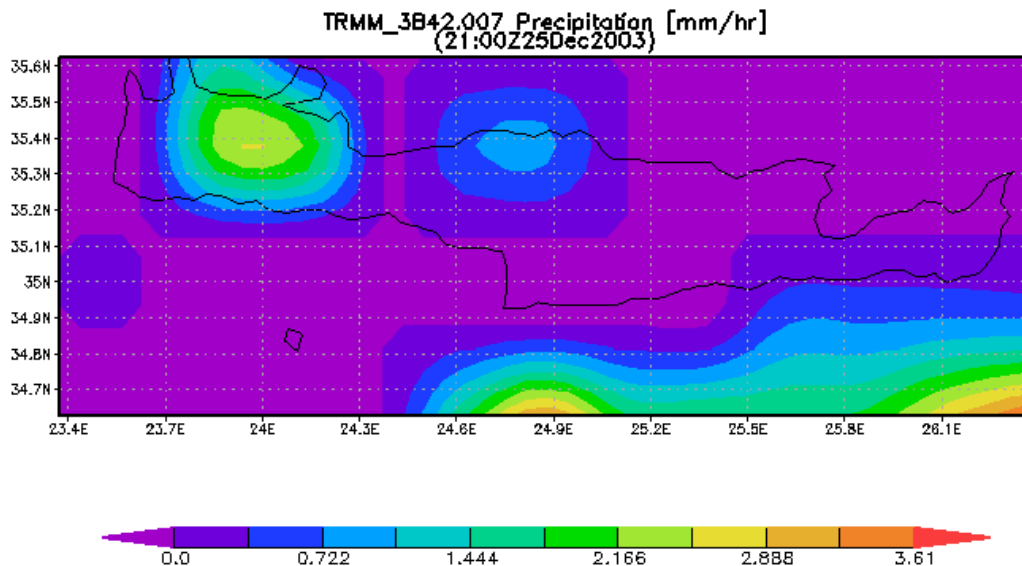 TRMM_3B42.007 Precipitation [mm/hr]
(21:00Z25Dec2003)
35.6N
35.5N
35.4N
35.3N
35.2N
35.1N
35N
34.9N
34.8N
34.7N
23.4E 23.7E 24E 24.3E 24.6E 24.9E 25.2E 25.5E 25.8E 26.1E
0.0 0.722 1.444 2.166 2.888 3.61